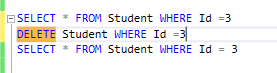 SELECT * FROM Student WHERE Id =3
DELETE Student WHERE Id =3
SELECT * FROM Student WHERE Id = 3